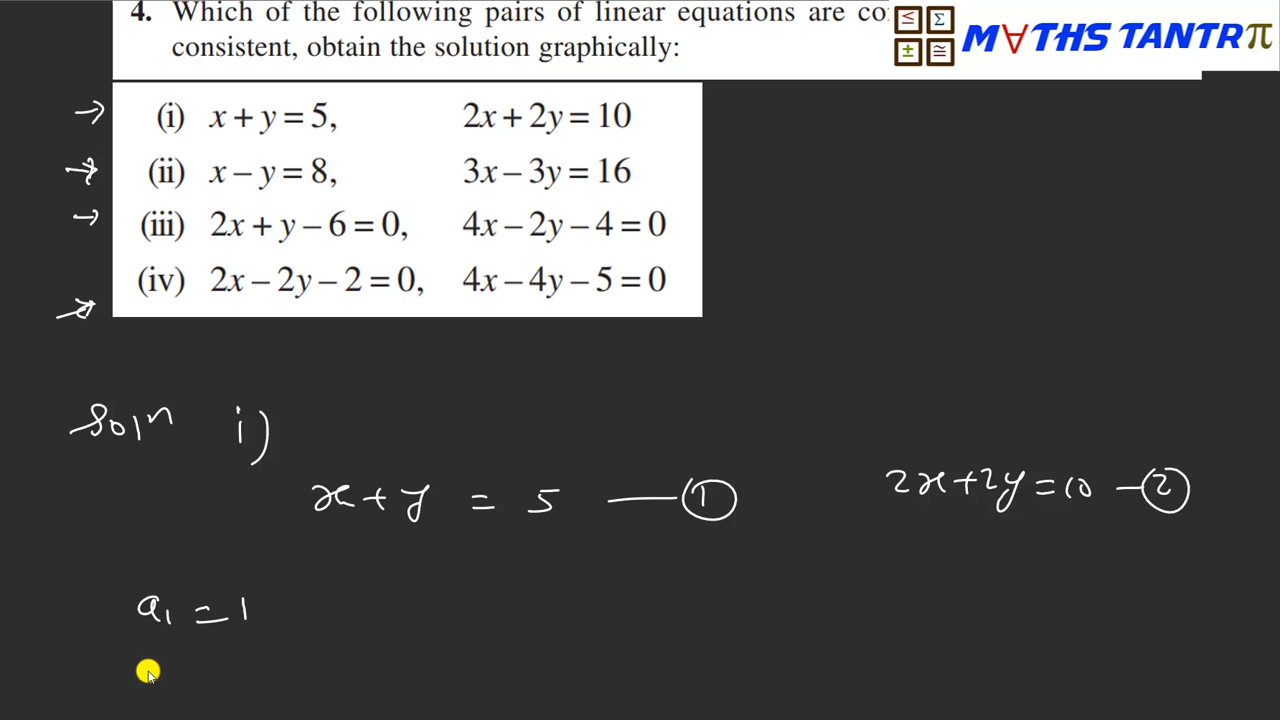 4. Which of the following pairs of linear equations are
consistent, obtain the solution graphically:
MATHS TANTRπ
≤ Σ
± ≅
→ (i) x + y = 5, 2x + 2y = 10
→ (ii) x – y = 8, 3x – 3y = 16
→ (iii) 2x + y – 6 = 0, 4x – 2y – 4 = 0
→ (iv) 2x – 2y – 2 = 0, 4x – 4y – 5 = 0
Soln i)
x + y = 5 — ① 2x+2y=10 – ②
a₁ = 1